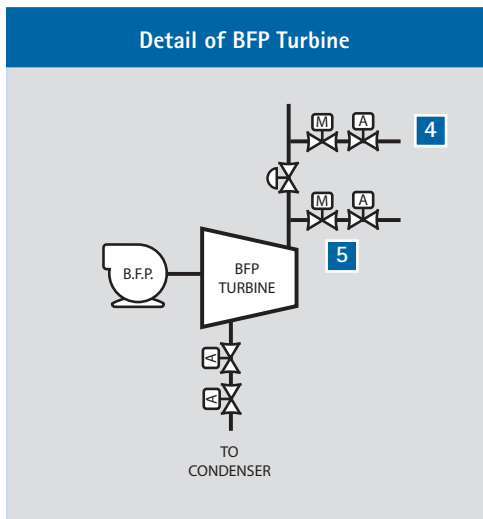 Detail of BFP Turbine
M
A
4
M
A
5
B.F.P.
BFP
TURBINE
A
A
TO
CONDENSER